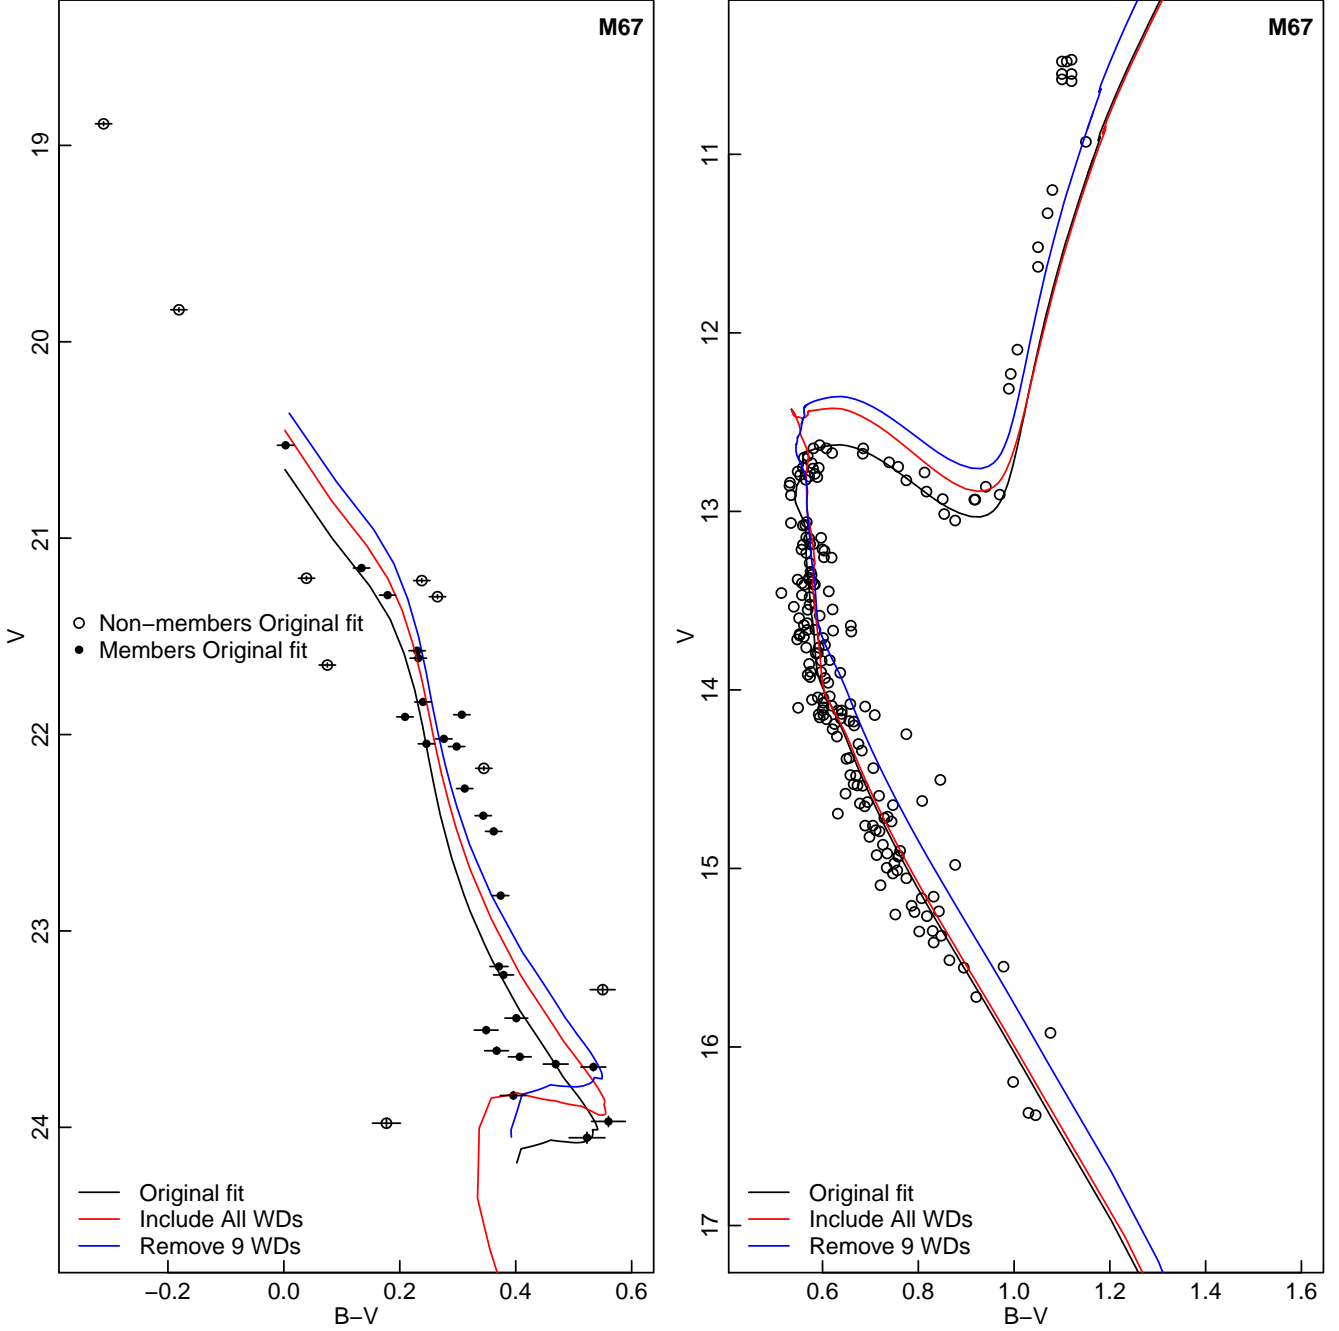 M67
19
20
21
22
23
24
V
Non−members Original fit
Members Original fit
Original fit
Include All WDs
Remove 9 WDs
−0.2 0.0 0.2 0.4 0.6
B−V
M67
11
12
13
14
15
16
17
V
Original fit
Include All WDs
Remove 9 WDs
0.6 0.8 1.0 1.2 1.4 1.6
B−V